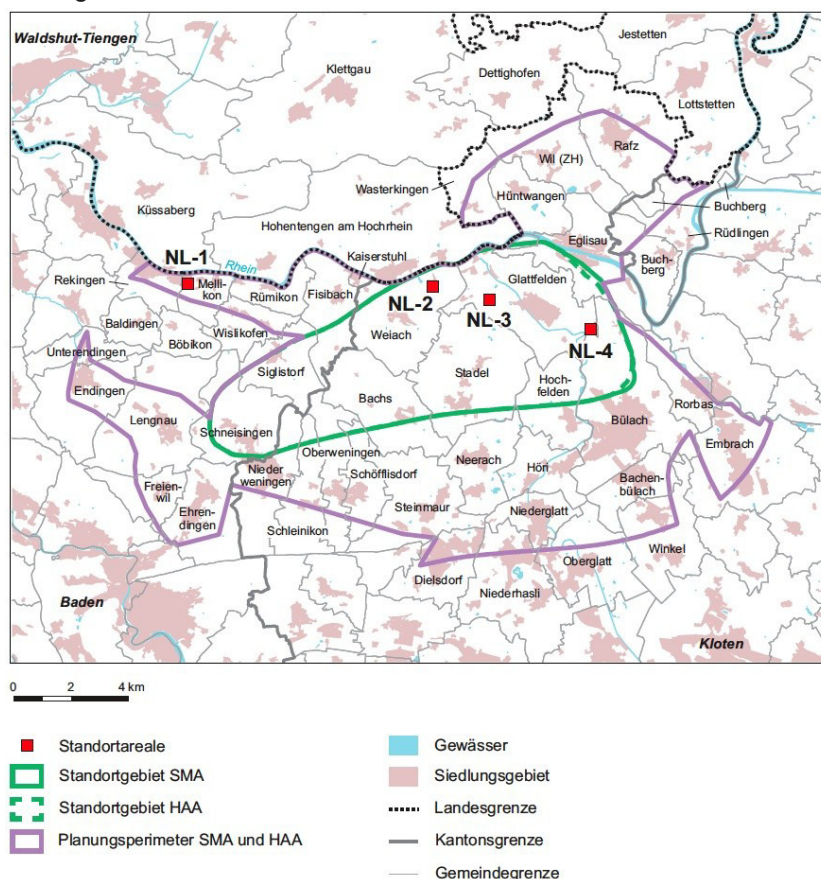 Waldshut-Tiengen
Jestetten
Klettgau
Dettighofen
Lottstetten
Rafz
Wil (ZH)
Wasterkingen
Hüntwangen
Buchberg
Küssaberg
Hohentengen am Hochrhein
Rüdlingen
Eglisau
Buch-
berg
Kaiserstuhl
NL-1
Rhein
Rekingen
Melli-
kon
Rümikon
Fisibach
NL-2
Glattfelden
NL-3
Baldingen
Wislikofen
Weiach
NL-4
Böbikon
Unterendingen
Siglistorf
Stadel
Endingen
Hoch-
felden
Bachs
Rorbas
Lengnau
Bülach
Schneisingen
Embrach
Oberweningen
Neerach
Nieder
weningen
Schöfflisdorf
Höri
Bachen-
bülach
Freien-
wil
Steinmaur
Niederglatt
Ehren-
dingen
Schleinikon
Winkel
Oberglatt
Dielsdorf
Niederhasli
Baden
Kloten
0 2 4 km
Standortareale
Standortgebiet SMA
Standortgebiet HAA
Planungsperimeter SMA und HAA
Gewässer
Siedlungsgebiet
Landesgrenze
Kantonsgrenze
Gemeindegrenze